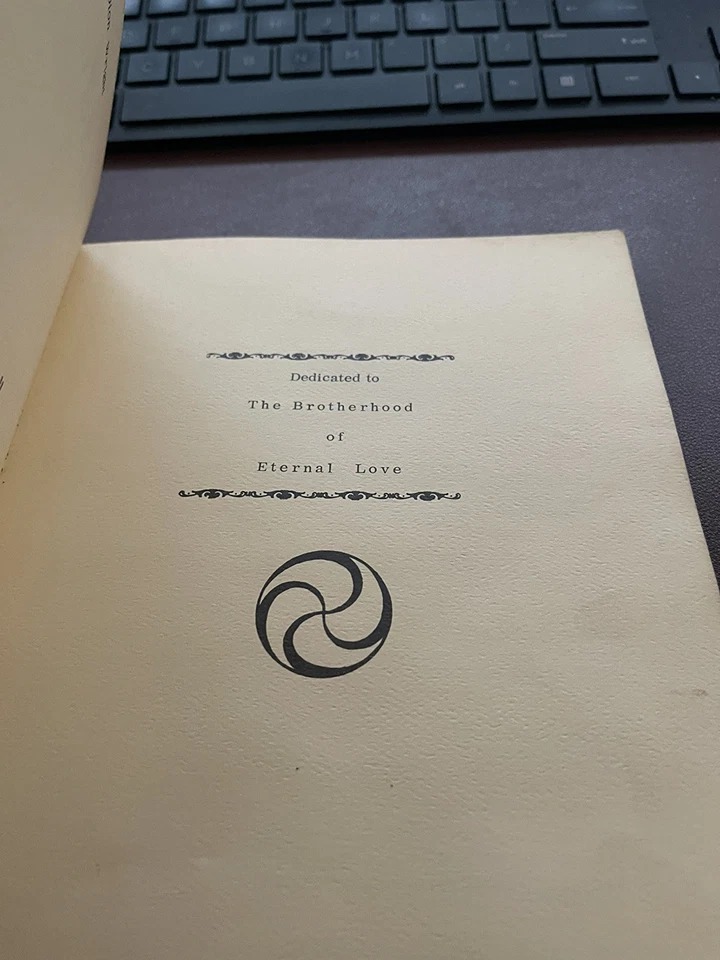 Dedicated to
The Brotherhood
of
Eternal Love